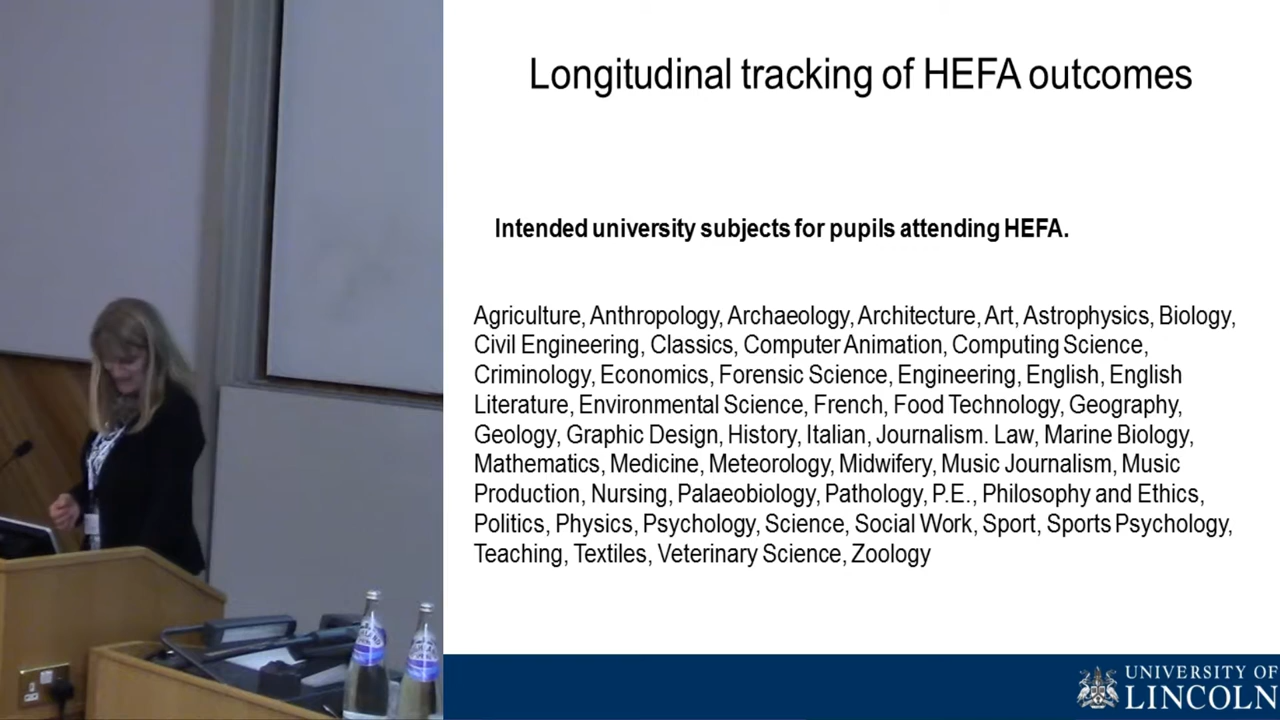 Longitudinal tracking of HEFA outcomes
Intended university subjects for pupils attending HEFA.
Agriculture, Anthropology, Archaeology, Architecture, Art, Astrophysics, Biology,
Civil Engineering, Classics, Computer Animation, Computing Science,
Criminology, Economics, Forensic Science, Engineering, English, English
Literature, Environmental Science, French, Food Technology, Geography,
Geology, Graphic Design, History, Italian, Journalism. Law, Marine Biology,
Mathematics, Medicine, Meteorology, Midwifery, Music Journalism, Music
Production, Nursing, Palaeobiology, Pathology, P.E., Philosophy and Ethics,
Politics, Physics, Psychology, Science, Social Work, Sport, Sports Psychology,
Teaching, Textiles, Veterinary Science, Zoology
UNIVERSITY OF
LINCOLN